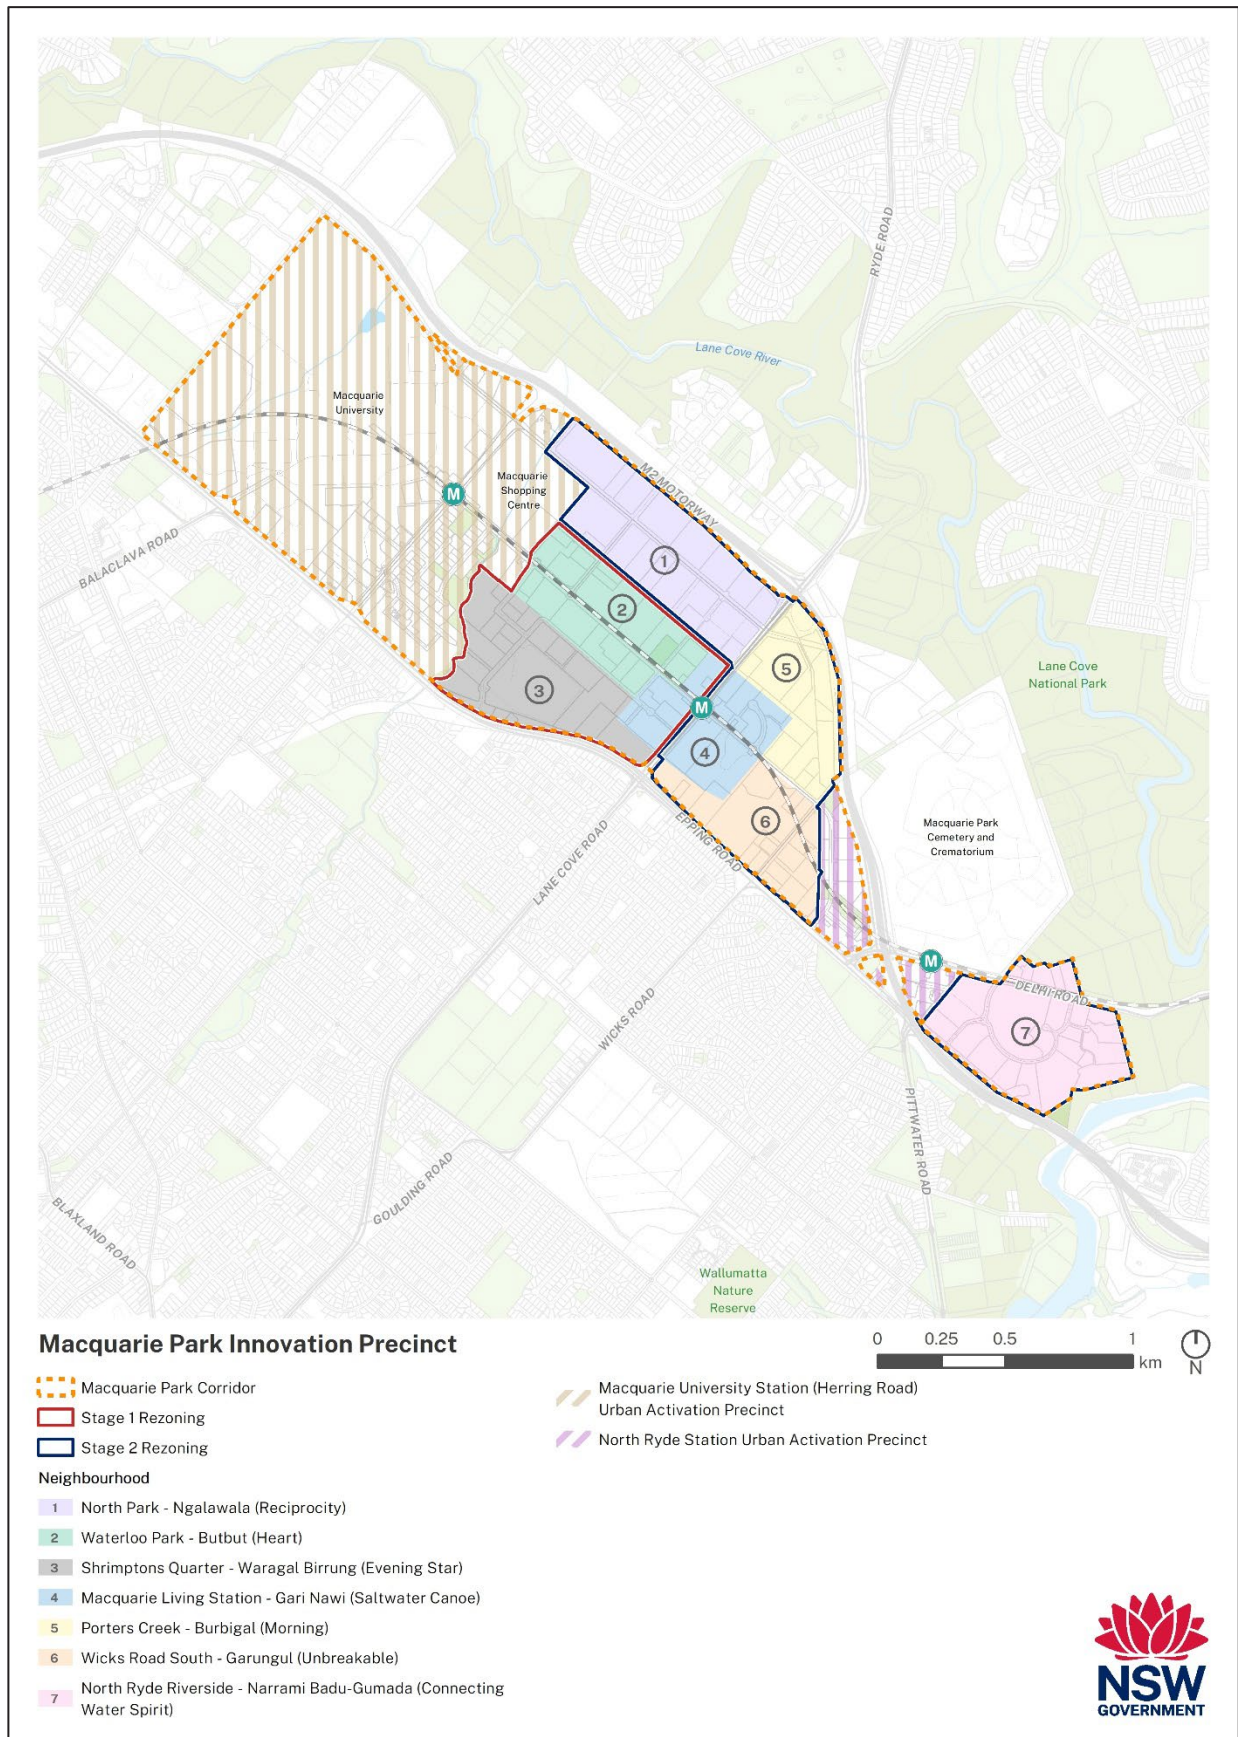 RYDE ROAD
Lane Cove River
Macquarie
University
M2 MOTORWAY
Macquarie
Shopping
Centre
M
BALACLAVA ROAD
1
2
3
5
Lane Cove
National Park
M
4
6
Macquarie Park
Cemetery and
Crematorium
EPPING ROAD
LANE COVE ROAD
M
DELHI ROAD
7
WICKS ROAD
PITTWATER ROAD
GOULDING ROAD
BLAXLAND ROAD
Wallumatta
Nature
Reserve
Macquarie Park Innovation Precinct
0 0.25 0.5 1
km
N
Macquarie Park Corridor
Stage 1 Rezoning
Stage 2 Rezoning
Macquarie University Station (Herring Road)
Urban Activation Precinct
North Ryde Station Urban Activation Precinct
Neighbourhood
1 North Park - Ngalawala (Reciprocity)
2 Waterloo Park - Butbut (Heart)
3 Shrimptons Quarter - Waragal Birrung (Evening Star)
4 Macquarie Living Station - Gari Nawi (Saltwater Canoe)
5 Porters Creek - Burbigal (Morning)
6 Wicks Road South - Garungul (Unbreakable)
7 North Ryde Riverside - Narrami Badu-Gumada (Connecting
Water Spirit)
NSW
GOVERNMENT